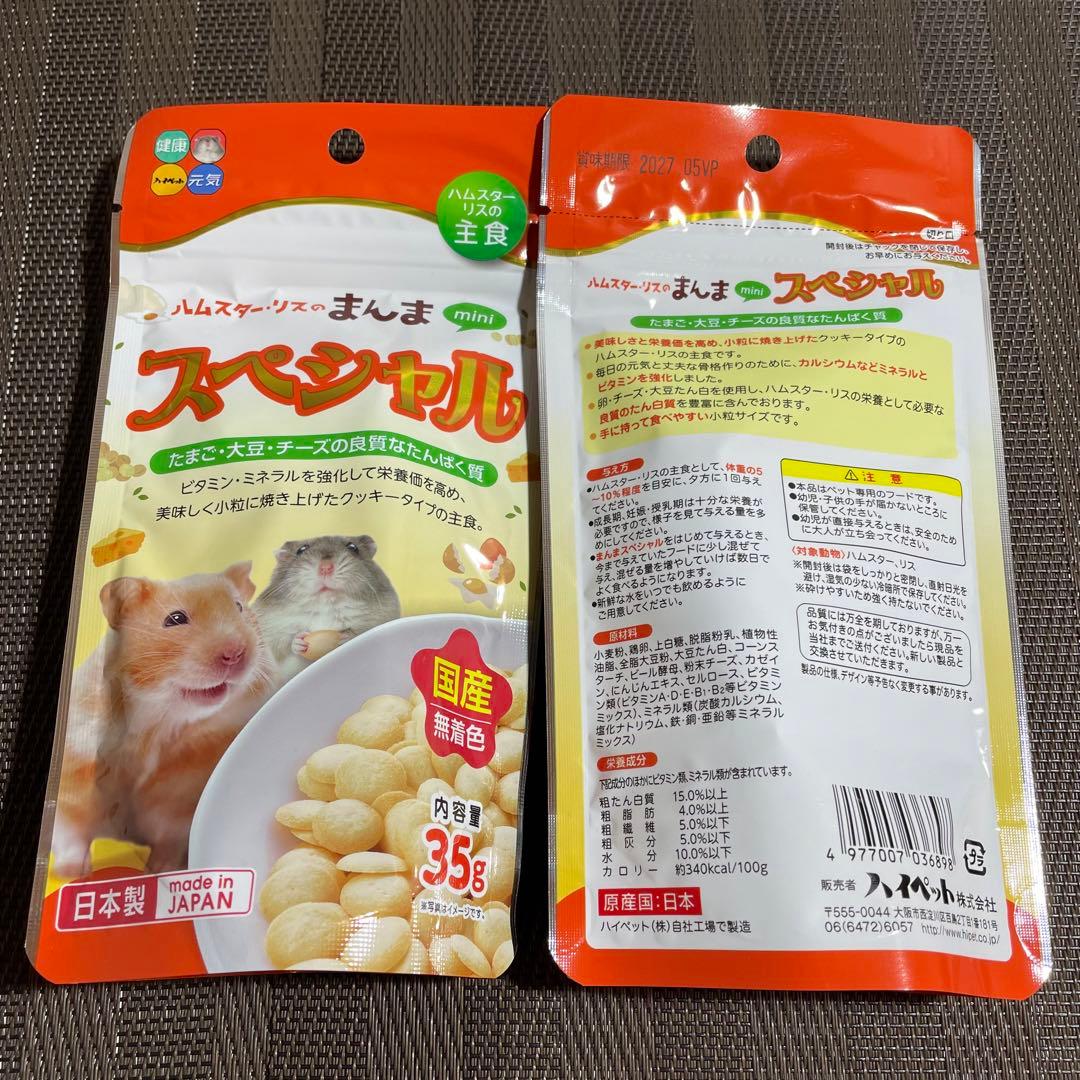 健康
ハイペット
元気
ハムスター
リスの
主食
ハムスター・リスの まんま mini
スペシャル
たまご・大豆・チーズの良質なたんぱく質
ビタミン・ミネラルを強化して栄養価を高め、
美味しく小粒に焼き上げたクッキータイプの主食。
国産
無着色
内容量
35g
※写真はイメージです。
日本製
made in
JAPAN
賞味期限 2027 05VP
切り口
開封後はチャックを閉じて保存し、
お早めにお与えください。
ハムスター・リスの まんま mini スペシャル
たまご・大豆・チーズの良質なたんぱく質
● 美味しさと栄養価を高め、小粒に焼き上げたクッキータイプの
ハムスター・リスの主食です。
● 毎日の元気と丈夫な骨格作りのために、カルシウムなどミネラルと
ビタミンを強化しました。
● 卵・チーズ・大豆たん白を使用し、ハムスター・リスの栄養として必要な
良質のたん白質を豊富に含んでおります。
● 手に持って食べやすい小粒サイズです。
与え方
●ハムスター・リスの主食として、体重の5
～10%程度を目安に、夕方に1回与え
てください。
●成長期、妊娠・授乳期は十分な栄養が
必要ですので、様子を見て与える量を多
めにしてください。
●まんまスペシャルをはじめて与えるとき、
今まで与えていたフードに少し混ぜて
与え、混ぜる量を増やしていけば数日で
よく食べるようになります。
●新鮮な水をいつでも飲めるように
ご用意してください。
原材料
小麦粉、鶏卵、上白糖、脱脂粉乳、植物性
油脂、全脂大豆粉、大豆たん白、コーンス
ターチ、ビール酵母、粉末チーズ、カゼイ
ン、にんじんエキス、セルロース、ビタミ
ン類(ビタミンA・D・E・B₁・B₂等ビタミン
ミックス)、ミネラル類(炭酸カルシウム、
塩化ナトリウム、鉄・銅・亜鉛等ミネラル
ミックス)
栄養成分
下記成分のほかにビタミン類、ミネラル類が含まれています。
粗たん白質 15.0%以上
粗脂肪 4.0%以上
粗繊維 5.0%以下
粗灰分 5.0%以下
水分 10.0%以下
カロリー 約340kcal/100g
原産国:日本
ハイペット(株)自社工場で製造
注意
●本品はペット専用のフードです。
●幼児・子供の手が届かないところに
保管してください。
●幼児が直接与えるときは、安全のため
に大人が立ち会ってください。
〈対象動物〉ハムスター、リス
※開封後は袋をしっかりと密閉し、直射日光を
避け、湿気の少ない冷暗所で保存してください。
※砕けやすいため強く持たないでください。
品質には万全を期しておりますが、万一
お気付きの点がございましたら現品を
当社までご送付ください。新しい製品と
交換させていただきます。
製品の仕様、デザイン等予告なく変更する事があります。
4 977007 036898
プラ
販売者 ハイペット株式会社
〒555-0044 大阪市西淀川区百島2丁目1番181号
06(6472)6057 http://www.hipet.co.jp/